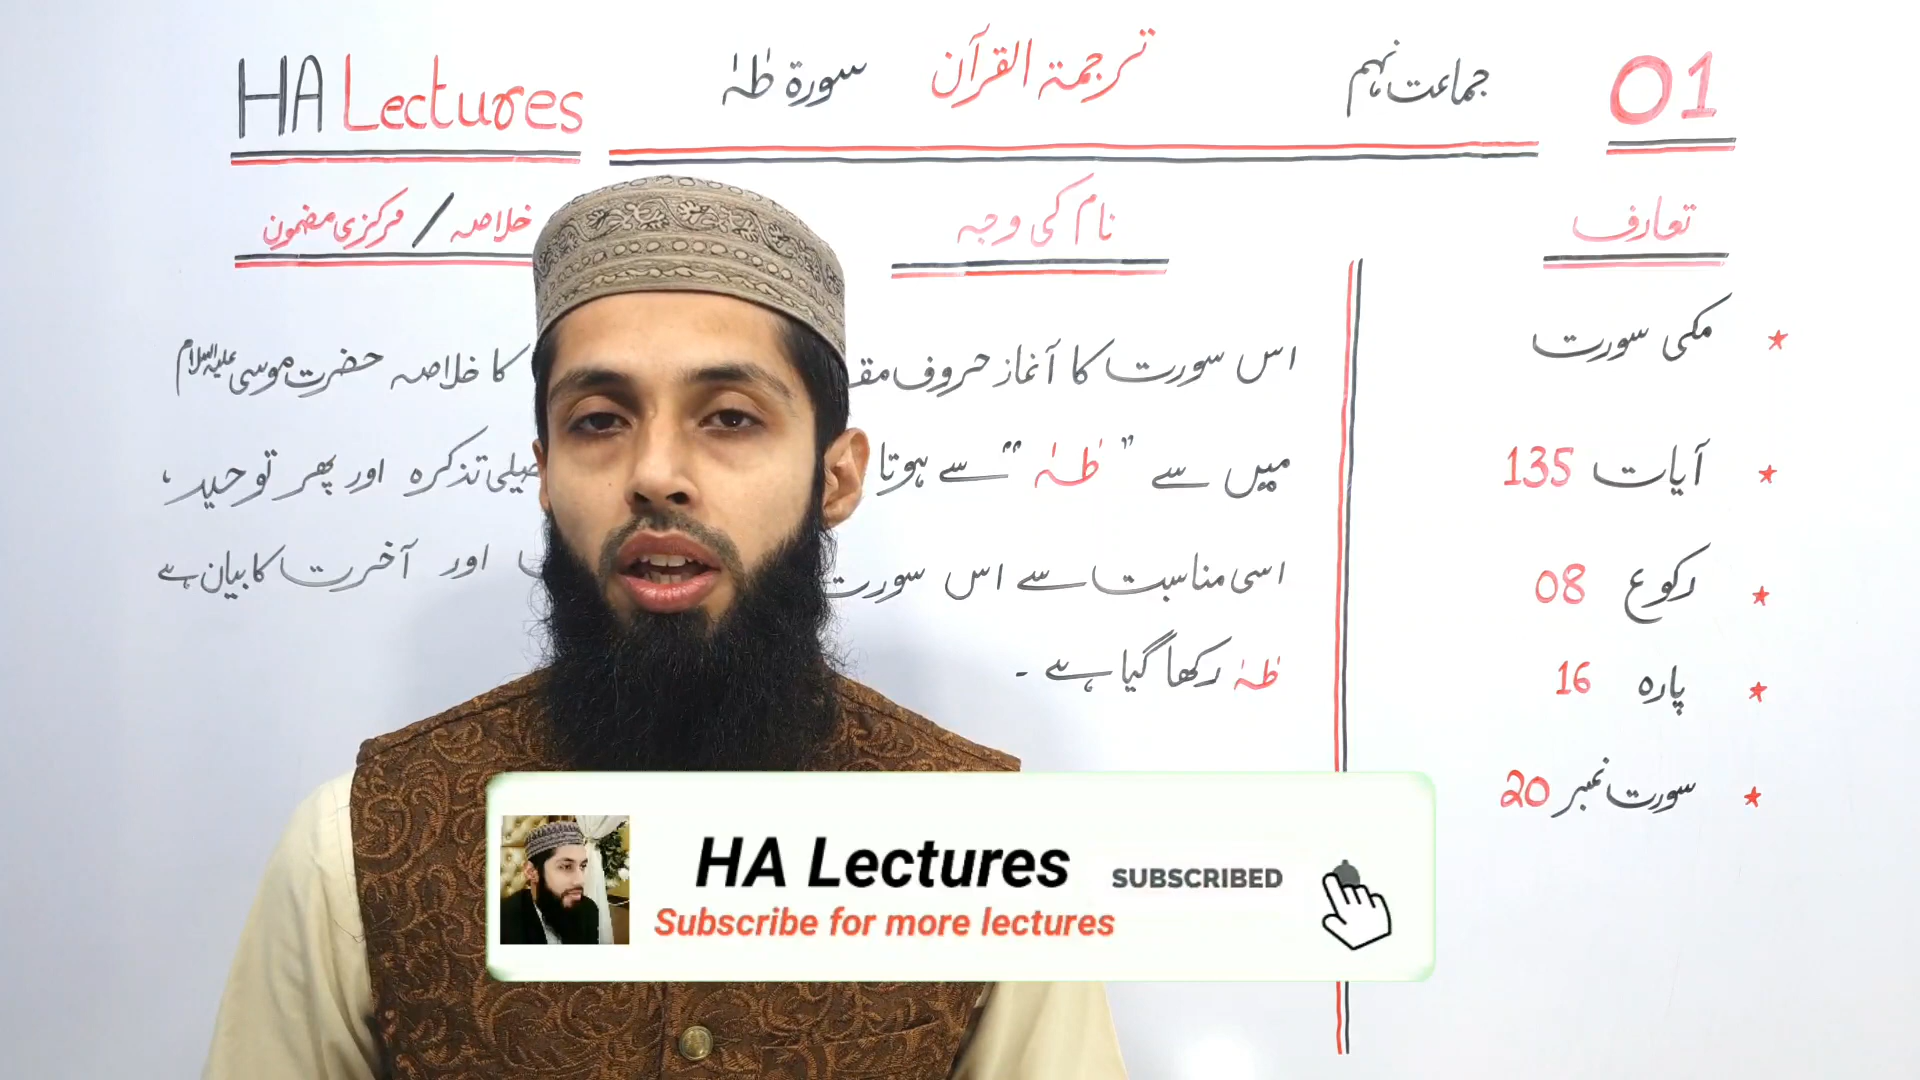 HA Lectures
سورۃ طٰہٰ
ترجمۃ القرآن
جماعت نہم
01
تعارف
مکی سورت
آیات 135
رکوع 08
پارہ 16
سورت نمبر 20
نام کی وجہ
اس سورت کا آغاز حروف
میں سے "طٰہٰ" سے ہوتا
اسی مناسبت سے اس سورت
طٰہٰ رکھا گیا ہے ۔
خلاصہ / مرکزی مضمون
کا خلاصہ حضرت موسیٰ علیہ السلام
تذکرہ اور پھر توحید ،
اور آخرت کا بیان ہے
HA Lectures
SUBSCRIBED
Subscribe for more lectures